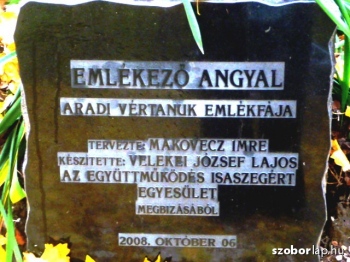 EMLÉKEZŐ ANGYAL
ARADI VÉRTANUK EMLÉKFÁJA
TERVEZTE: MAKOVECZ IMRE
KÉSZÍTETTE: VELEKEI JÓZSEF LAJOS
AZ EGYÜTTMŰKÖDÉS ISASZEGÉRT
EGYESÜLET
MEGBIZÁSÁBÓL
2008. OKTÓBER 06
szoborlap.hu